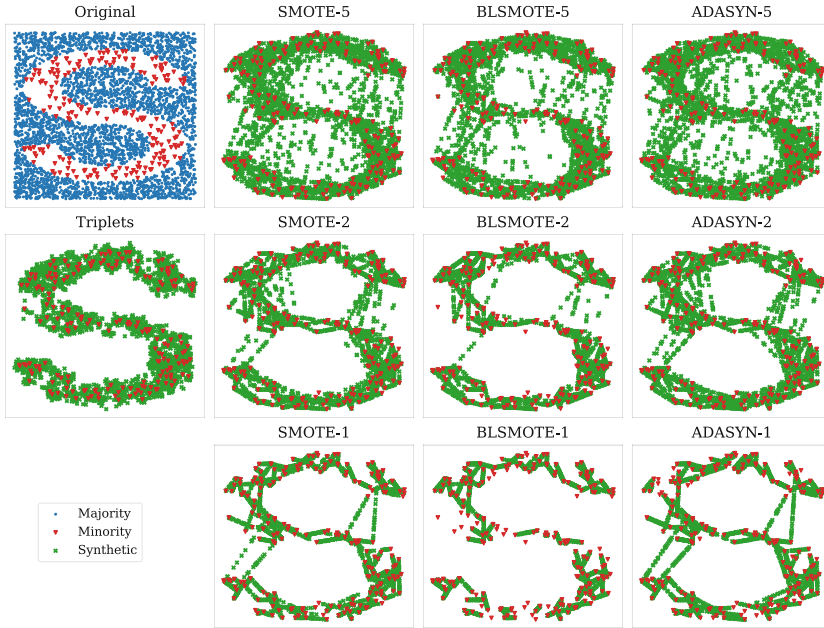 Original
SMOTE-5
BLSMOTE-5
ADASYN-5
Triplets
SMOTE-2
BLSMOTE-2
ADASYN-2
SMOTE-1
BLSMOTE-1
ADASYN-1
Majority
Minority
Synthetic